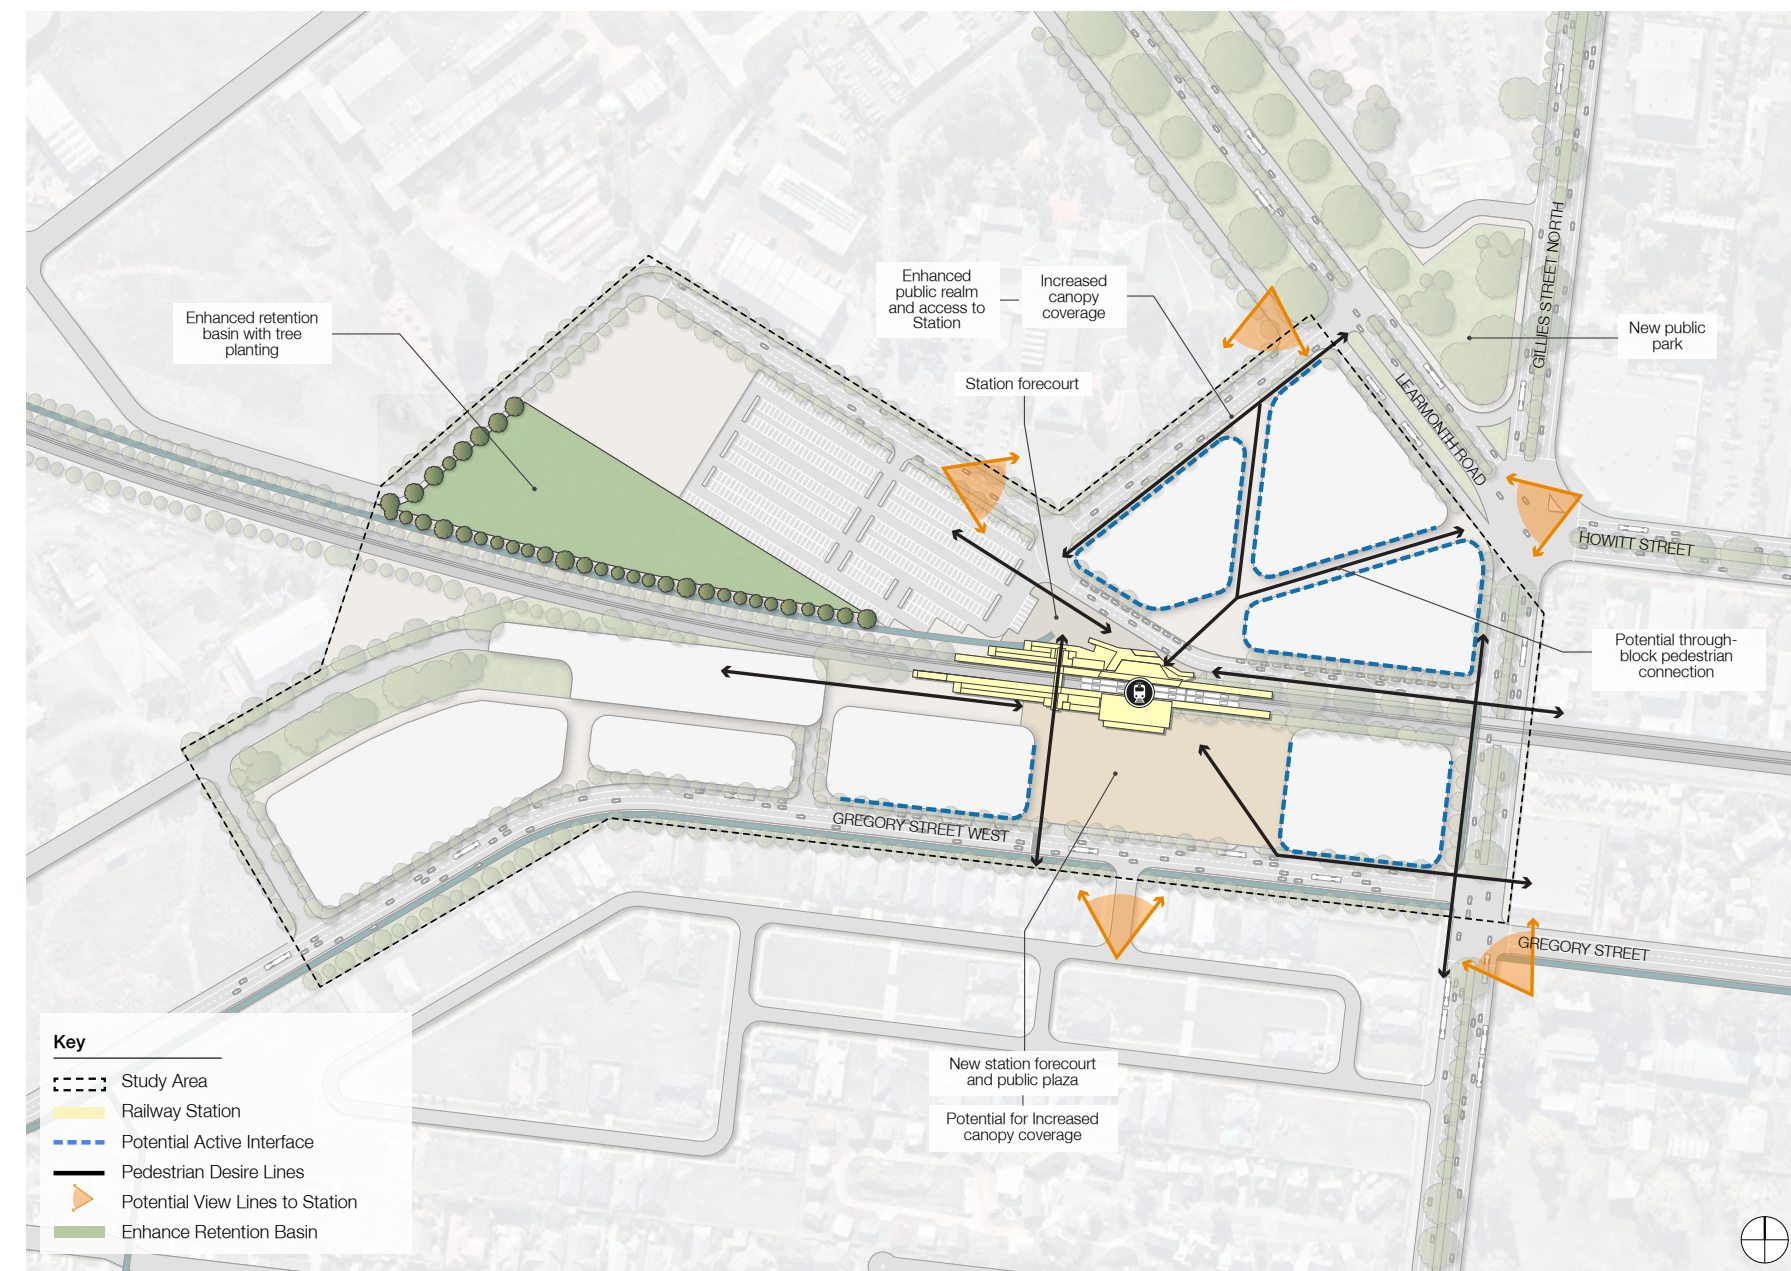 Enhanced retention
basin with tree
planting
Enhanced
public realm
and access to
Station
Increased
canopy
coverage
Station forecourt
New public
park
GILLIES STREET NORTH
LEARMONTH ROAD
HOWITT STREET
Potential through-
block pedestrian
connection
GREGORY STREET WEST
GREGORY STREET
New station forecourt
and public plaza
Potential for Increased
canopy coverage
Key
Study Area
Railway Station
Potential Active Interface
Pedestrian Desire Lines
Potential View Lines to Station
Enhance Retention Basin